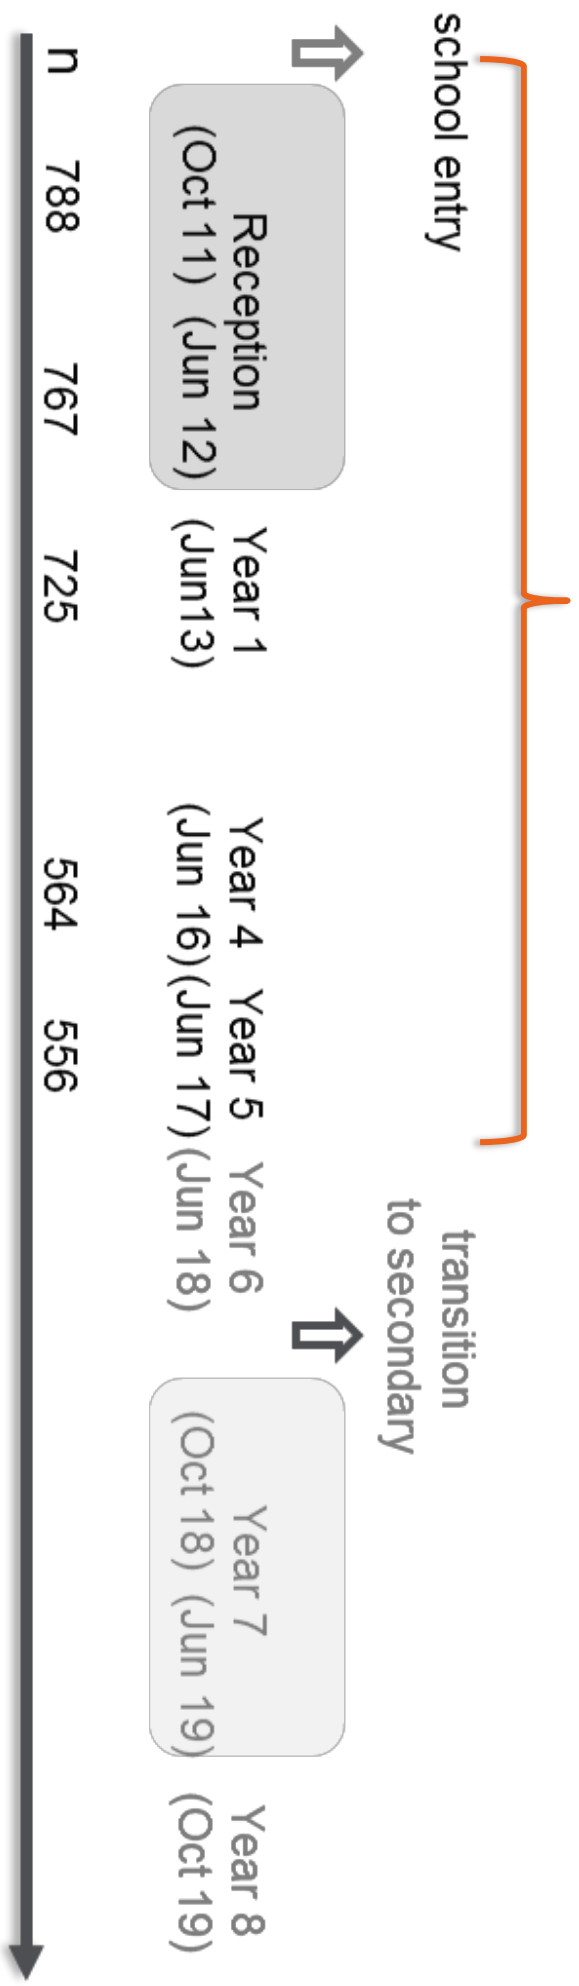 school entry
transition
to secondary
Reception
(Oct 11) (Jun 12)
Year 1
(Jun13)
Year 4 Year 5 Year 6
(Jun 16)(Jun 17)(Jun 18)
Year 7
(Oct 18) (Jun 19)
Year 8
(Oct 19)
n 788 767 725 564 556